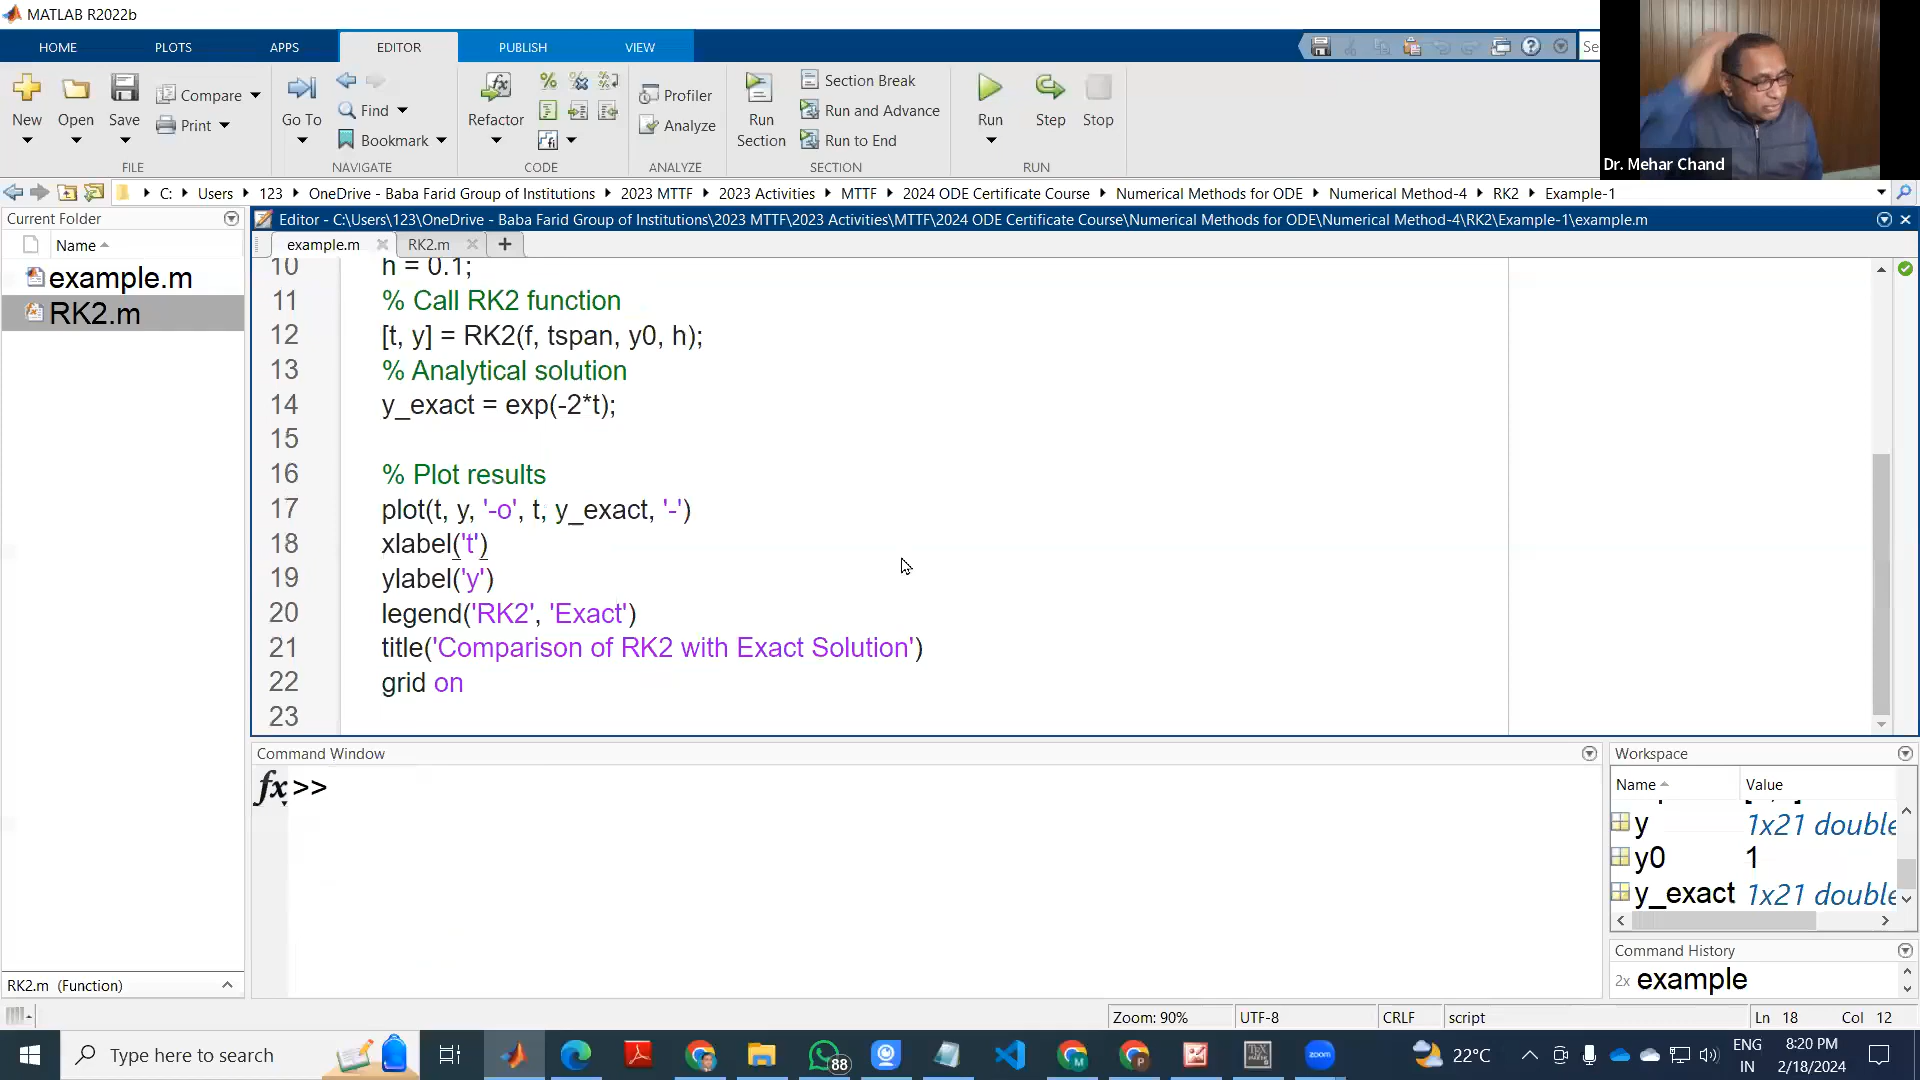 MATLAB R2022b
HOME PLOTS APPS EDITOR PUBLISH VIEW
Se
New Open Save Compare Print
FILE
Go To Find Bookmark
NAVIGATE
Refactor
CODE
Profiler
Analyze
ANALYZE
Run Section
Section Break
Run and Advance
Run to End
SECTION
Run Step Stop
RUN
Dr. Mehar Chand
C: Users 123 OneDrive - Baba Farid Group of Institutions 2023 MTTF 2023 Activities MTTF 2024 ODE Certificate Course Numerical Methods for ODE Numerical Method-4 RK2 Example-1
Current Folder
Name
example.m
RK2.m
RK2.m (Function)
Editor - C:\Users\123\OneDrive - Baba Farid Group of Institutions\2023 MTTF\2023 Activities\MTTF\2024 ODE Certificate Course\Numerical Methods for ODE\Numerical Method-4\RK2\Example-1\example.m
example.m RK2.m
10 h = 0.1;
11 % Call RK2 function
12 [t, y] = RK2(f, tspan, y0, h);
13 % Analytical solution
14 y_exact = exp(-2*t);
15
16 % Plot results
17 plot(t, y, '-o', t, y_exact, '-')
18 xlabel('t')
19 ylabel('y')
20 legend('RK2', 'Exact')
21 title('Comparison of RK2 with Exact Solution')
22 grid on
23
Command Window
fx >>
Workspace
Name Value
y 1x21 double
y0 1
y_exact 1x21 double
Command History
2x example
Zoom: 90% UTF-8 CRLF script Ln 18 Col 12
Type here to search
88
zoom
22°C
ENG
IN
8:20 PM
2/18/2024